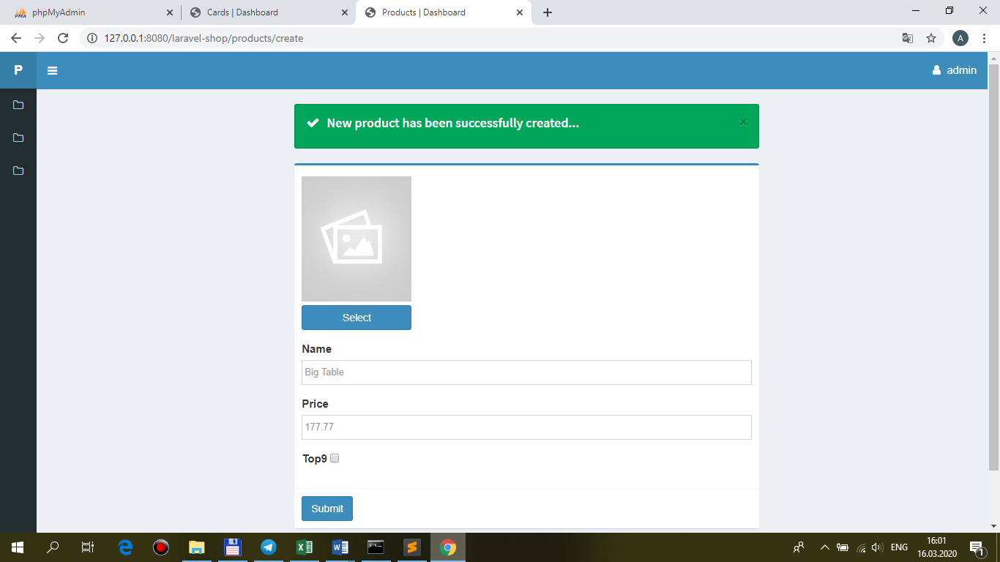 phpMyAdmin
Cards | Dashboard
Products | Dashboard
127.0.0.1:8080/laravel-shop/products/create
A
P
admin
New product has been successfully created...
×
Select
Name
Big Table
Price
177.77
Top9
Submit
ENG
16:01
16.03.2020
1